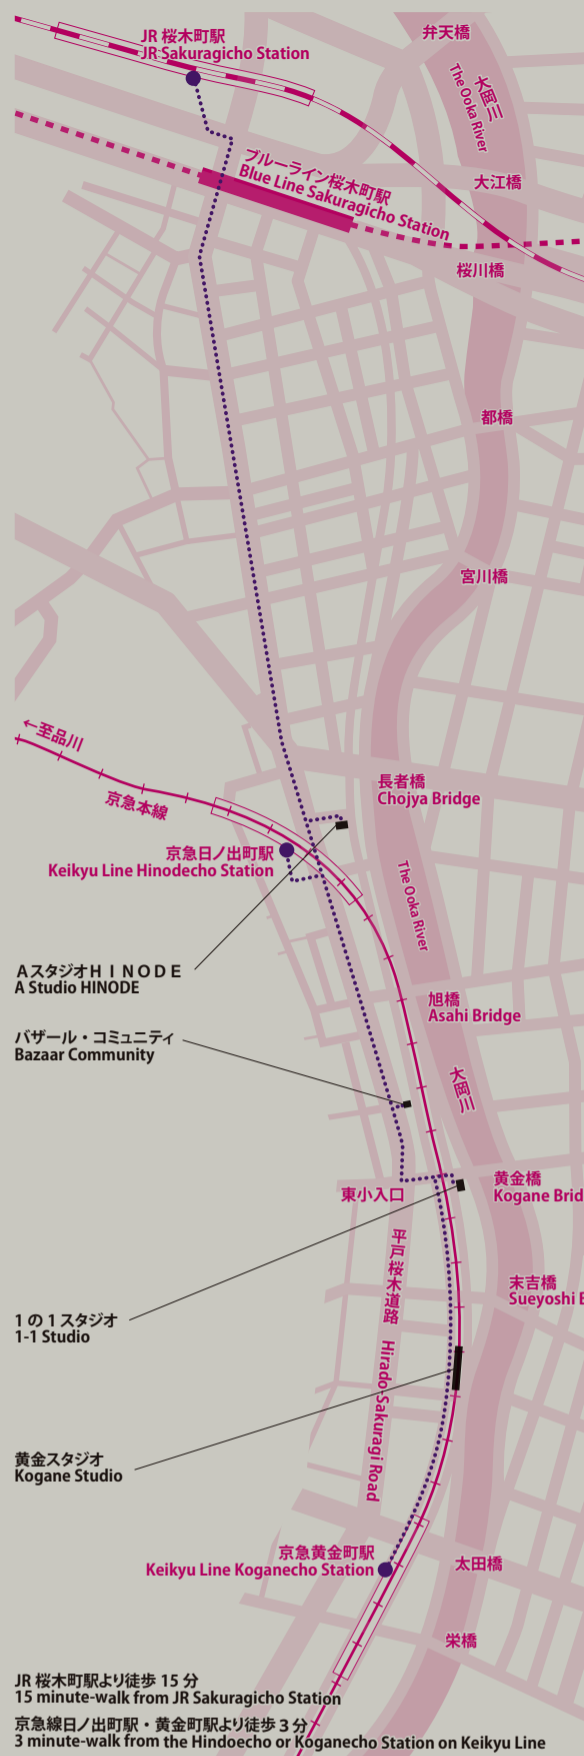 JR 桜木町駅
JR Sakuragicho Station
弁天橋
大岡川
The Ooka River
ブルーライン桜木町駅
Blue Line Sakuragicho Station
大江橋
桜川橋
都橋
宮川橋
←至品川
京急本線
長者橋
Chojya Bridge
京急日ノ出町駅
Keikyu Line Hinodecho Station
The Ooka River
AスタジオHINODE
A Studio HINODE
旭橋
Asahi Bridge
バザール・コミュニティ
Bazaar Community
大岡川
黄金橋
Kogane Brid
東小入口
平戸桜木道路 Hirado-Sakuragi Road
末吉橋
Sueyoshi B
1の1スタジオ
1-1 Studio
黄金スタジオ
Kogane Studio
京急黄金町駅
Keikyu Line Koganecho Station
太田橋
栄橋
JR 桜木町駅より徒歩 15 分
15 minute-walk from JR Sakuragicho Station
京急線日ノ出町駅・黄金町駅より徒歩 3 分
3 minute-walk from the Hindoecho or Koganecho Station on Keikyu Line